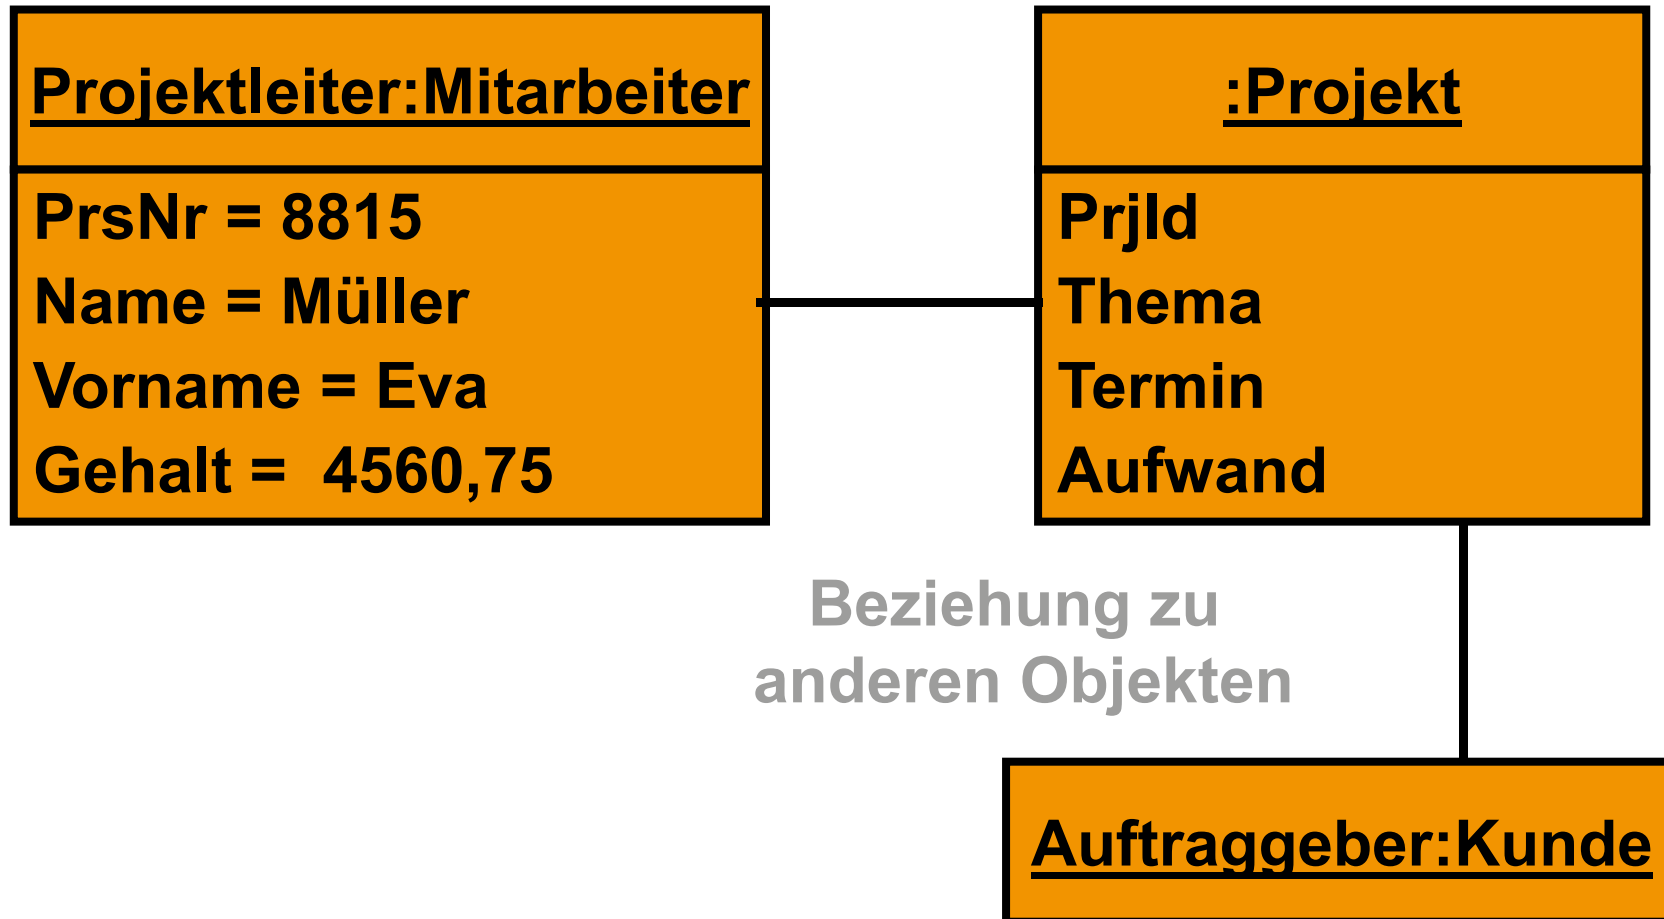 Projektleiter:Mitarbeiter
PrsNr = 8815
Name = Müller
Vorname = Eva
Gehalt = 4560,75
:Projekt
PrjId
Thema
Termin
Aufwand
Beziehung zu
anderen Objekten
Auftraggeber:Kunde